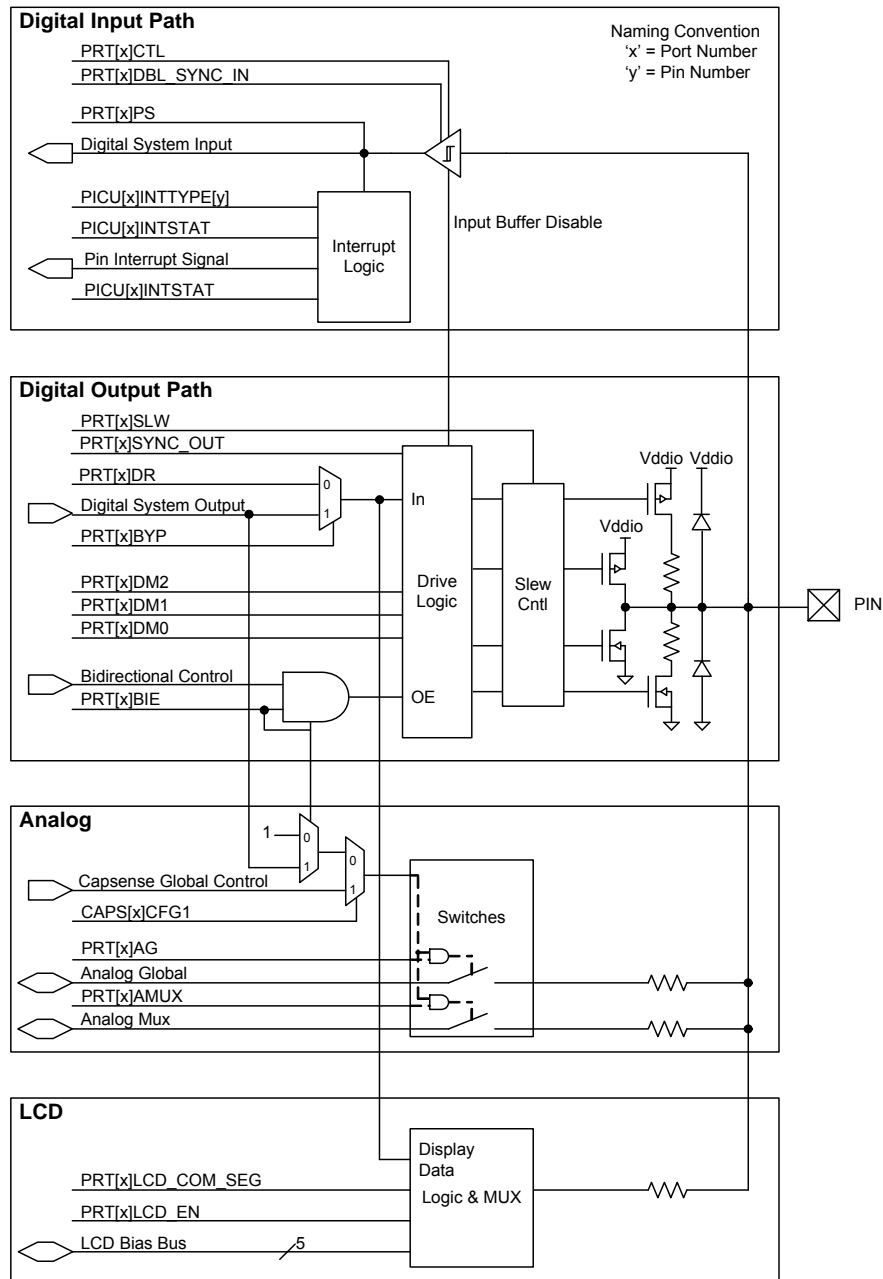 Digital Input Path
Naming Convention
'x' = Port Number
'y' = Pin Number
PRT[x]CTL
PRT[x]DBL_SYNC_IN
PRT[x]PS
Digital System Input
PICU[x]INTTYPE[y]
PICU[x]INTSTAT
Pin Interrupt Signal
PICU[x]INTSTAT
Interrupt
Logic
Input Buffer Disable
Digital Output Path
PRT[x]SLW
PRT[x]SYNC_OUT
PRT[x]DR
Digital System Output
PRT[x]BYP
0
1
In
Vddio Vddio
Vddio
PRT[x]DM2
PRT[x]DM1
PRT[x]DM0
Drive
Logic
Slew
Cntl
PIN
Bidirectional Control
PRT[x]BIE
OE
Analog
1
0
1
0
1
Capsense Global Control
CAPS[x]CFG1
Switches
PRT[x]AG
Analog Global
PRT[x]AMUX
Analog Mux
LCD
Display
Data
Logic & MUX
PRT[x]LCD_COM_SEG
PRT[x]LCD_EN
LCD Bias Bus
5